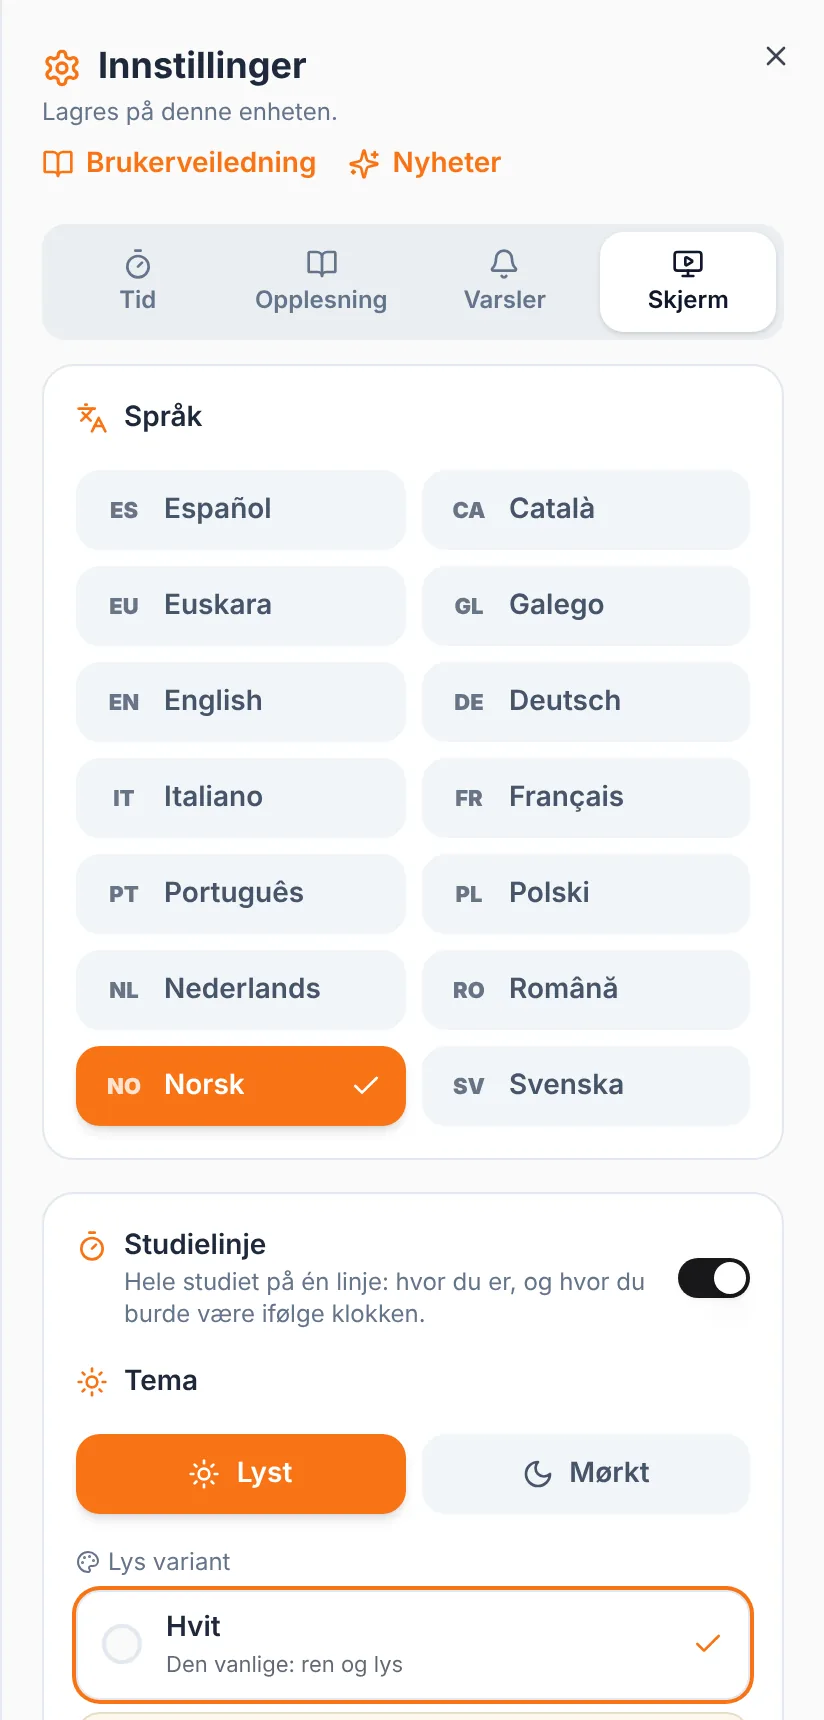 Innstillinger
Lagres på denne enheten.
Brukerveiledning Nyheter
Tid Opplesning Varsler Skjerm
Språk
ES Español CA Català
EU Euskara GL Galego
EN English DE Deutsch
IT Italiano FR Français
PT Português PL Polski
NL Nederlands RO Română
NO Norsk SV Svenska
Studielinje
Hele studiet på én linje: hvor du er, og hvor du
burde være ifølge klokken.
Tema
Lyst Mørkt
Lys variant
Hvit
Den vanlige: ren og lys